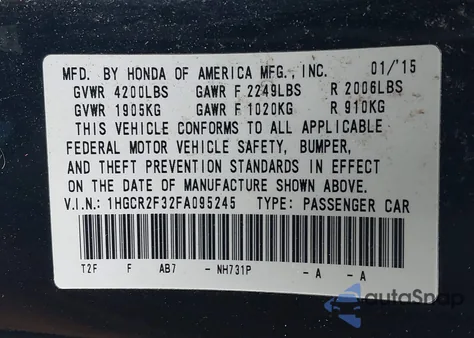 MFD. BY HONDA OF AMERICA MFG., INC. 01/'15
GVWR 4200LBS GAWR F 2249LBS R 2006LBS
GVWR 1905KG GAWR F 1020KG R 910KG
THIS VEHICLE CONFORMS TO ALL APPLICABLE
FEDERAL MOTOR VEHICLE SAFETY, BUMPER,
AND THEFT PREVENTION STANDARDS IN EFFECT
ON THE DATE OF MANUFACTURE SHOWN ABOVE.
V.I.N.: 1HGCR2F32FA095245 TYPE: PASSENGER CAR
T2F F AB7 - NH731P - A - A
autoSnap